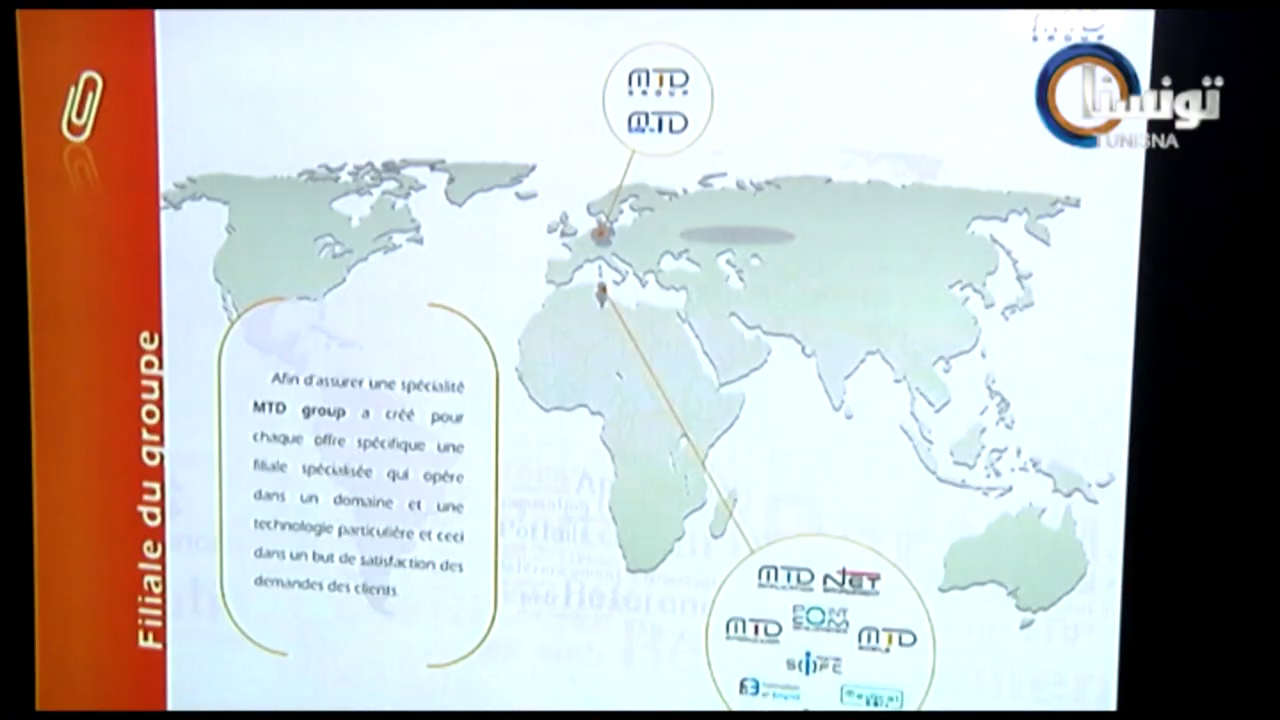 MTD
GROUP
MTD
تونسنا
TUNISNA
Filiale du groupe
Afin d'assurer une spécialité
MTD group a créé pour
chaque offre spécifique une
filiale spécialisée qui opère
dans un domaine et une
technologie particulière et ceci
dans un but de satisfaction des
demandes des clients
MTD NET
POINT
COM
MTD
MTD